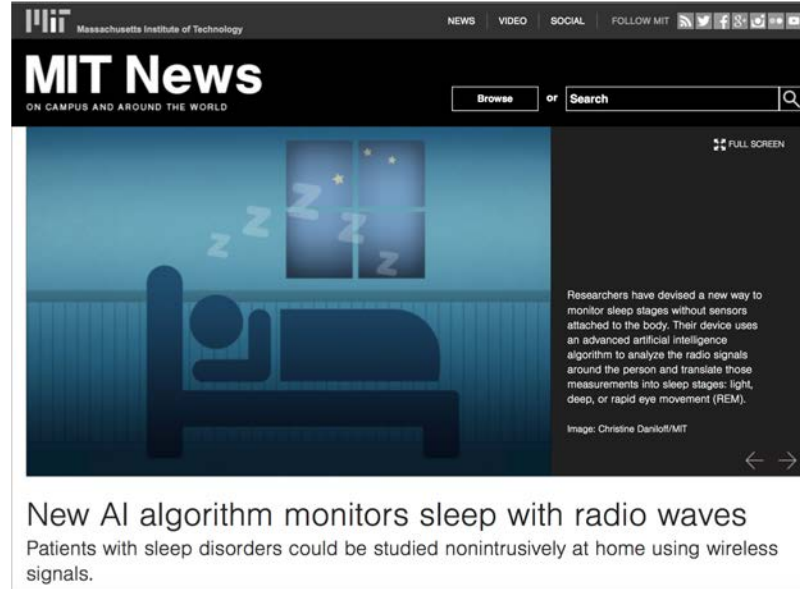 Massachusetts Institute of Technology
NEWS VIDEO SOCIAL FOLLOW MIT
MIT News
ON CAMPUS AND AROUND THE WORLD
Browse or Search
FULL SCREEN
Z Z Z Z Z
Researchers have devised a new way to
monitor sleep stages without sensors
attached to the body. Their device uses
an advanced artificial intelligence
algorithm to analyze the radio signals
around the person and translate those
measurements into sleep stages: light,
deep, or rapid eye movement (REM).
Image: Christine Daniloff/MIT
New AI algorithm monitors sleep with radio waves
Patients with sleep disorders could be studied nonintrusively at home using wireless
signals.